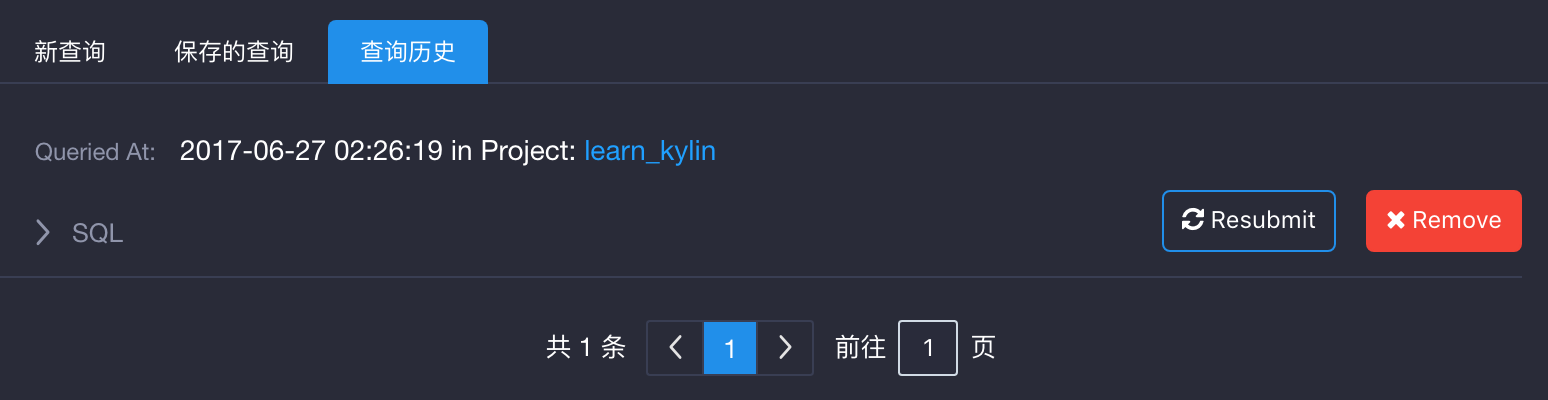 新查询 保存的查询 查询历史
Queried At: 2017-06-27 02:26:19 in Project: learn_kylin
SQL Resubmit Remove
共 1 条 1 前往 1 页